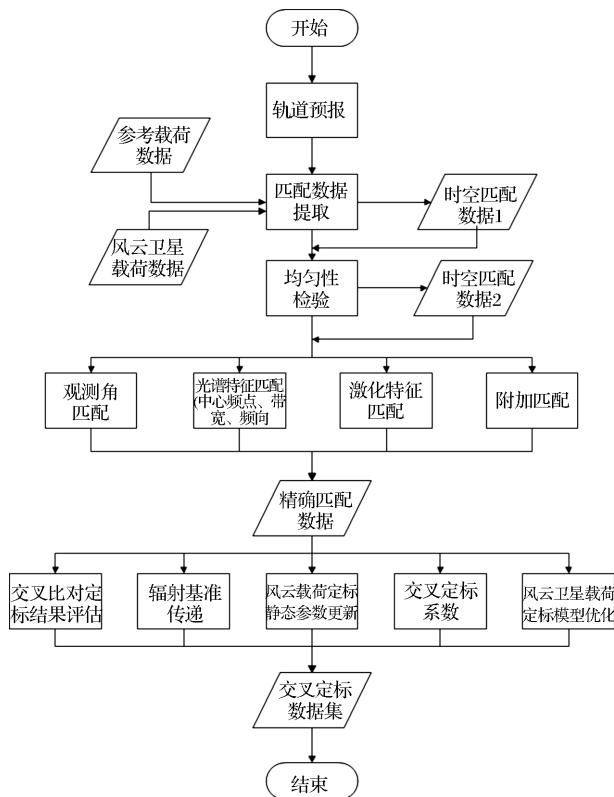 开始
轨道预报
参考载荷
数据
匹配数据
提取
时空匹配
数据1
风云卫星
载荷数据
均匀性
检验
时空匹配
数据2
观测角
匹配
光谱特征匹配
(中心频点、带
宽、频向
激化特征
匹配
附加匹配
精确匹配
数据
交叉比对定
标结果评估
辐射基准
传递
风云载荷定标
静态参数更新
交叉定标
系数
风云卫星载荷
定标模型优化
交叉定标
数据集
结束